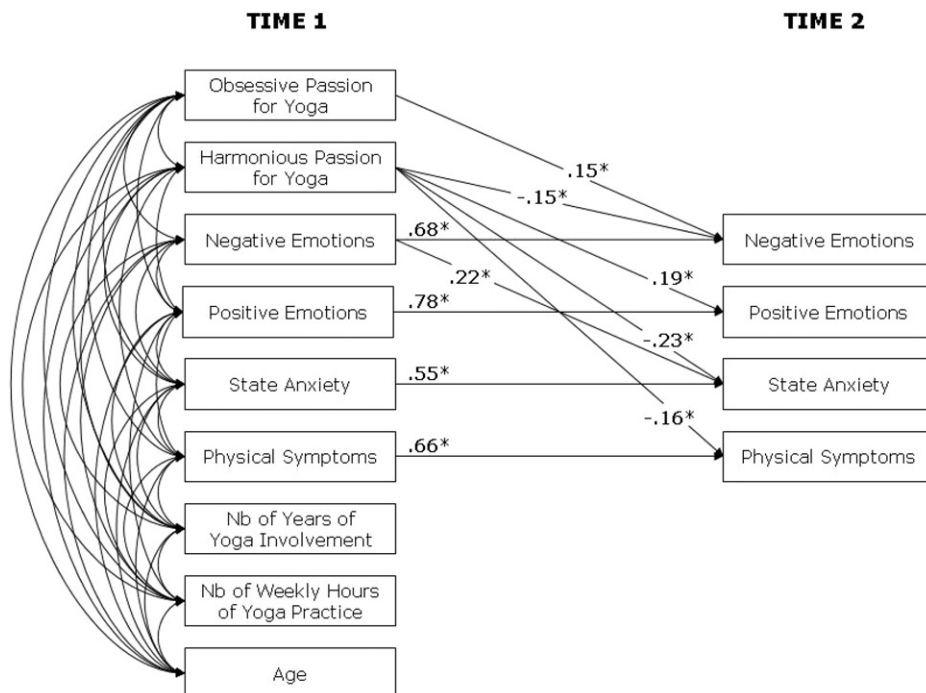 TIME 1
TIME 2
Obsessive Passion
for Yoga
Harmonious Passion
for Yoga
.15*
-.15*
Negative Emotions
.68*
Negative Emotions
.22*
.19*
Positive Emotions
.78*
Positive Emotions
-.23*
State Anxiety
.55*
State Anxiety
-.16*
Physical Symptoms
.66*
Physical Symptoms
Nb of Years of
Yoga Involvement
Nb of Weekly Hours
of Yoga Practice
Age